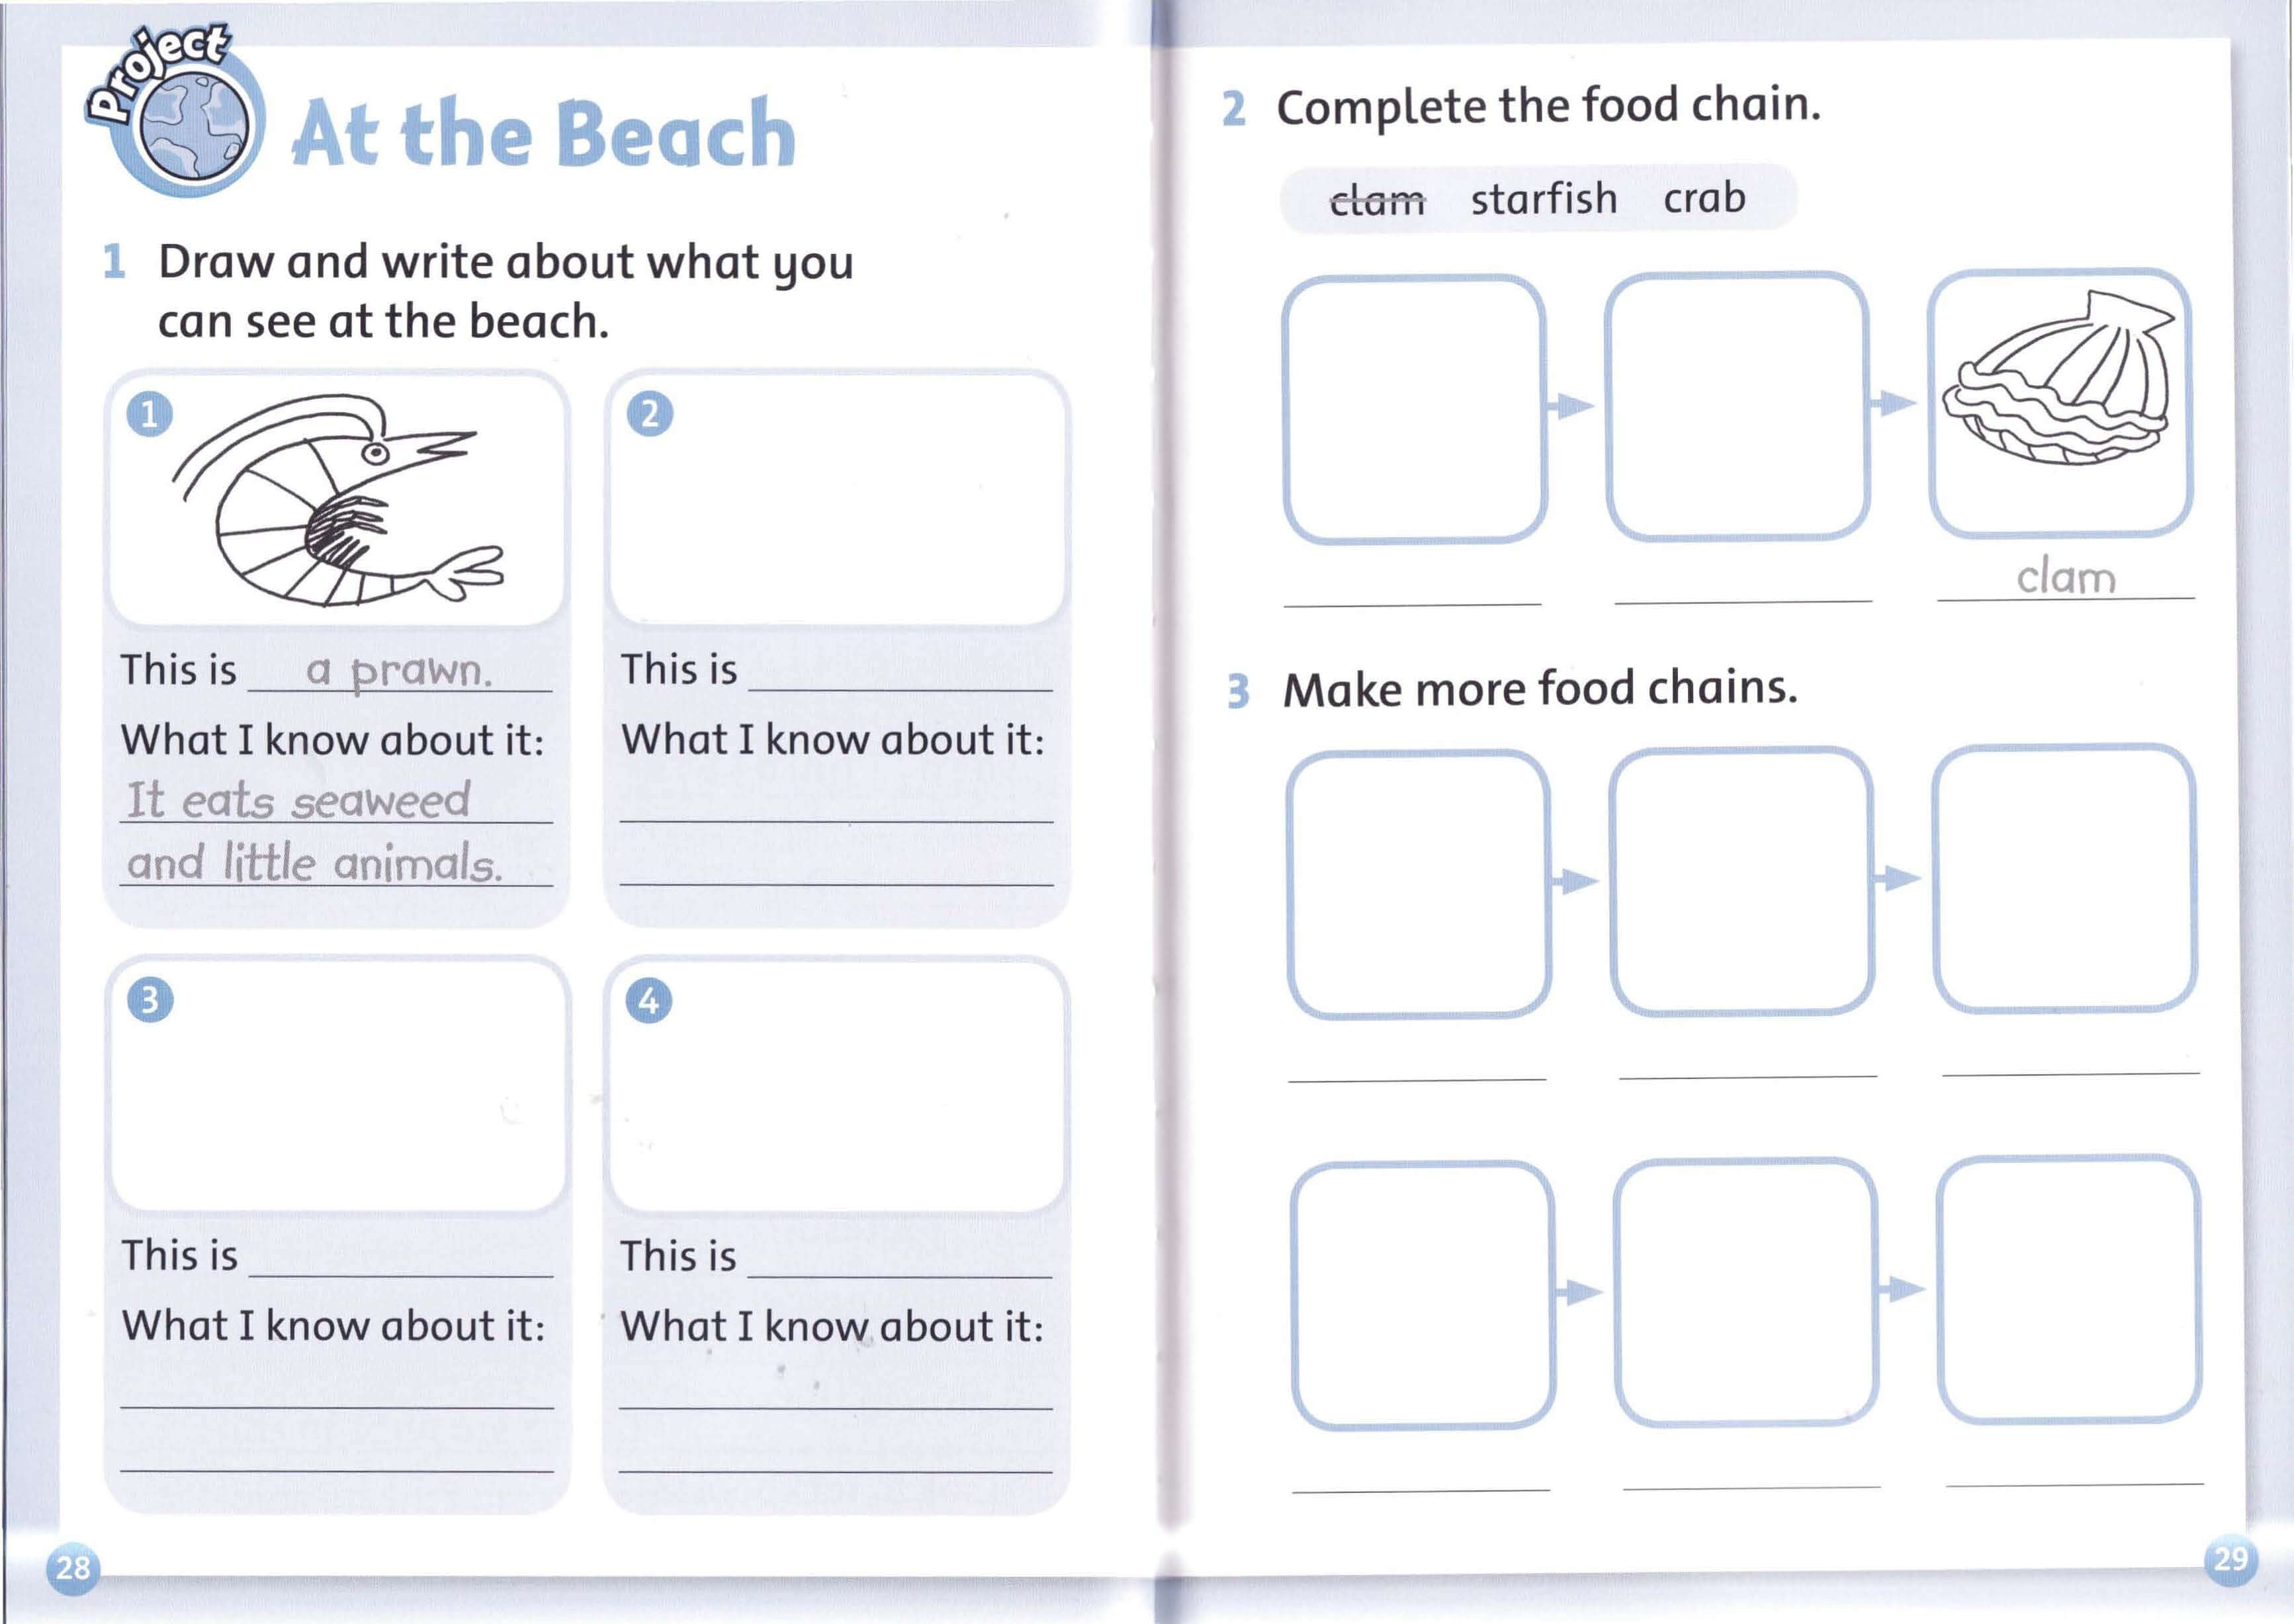 Project
At the Beach
1 Draw and write about what you
can see at the beach.
1
This is a prawn.
What I know about it:
It eats seaweed
and little animals.
2
This is
What I know about it:
3
This is
What I know about it:
4
This is
What I know about it:
28
2 Complete the food chain.
clam starfish crab
clam
3 Make more food chains.
29